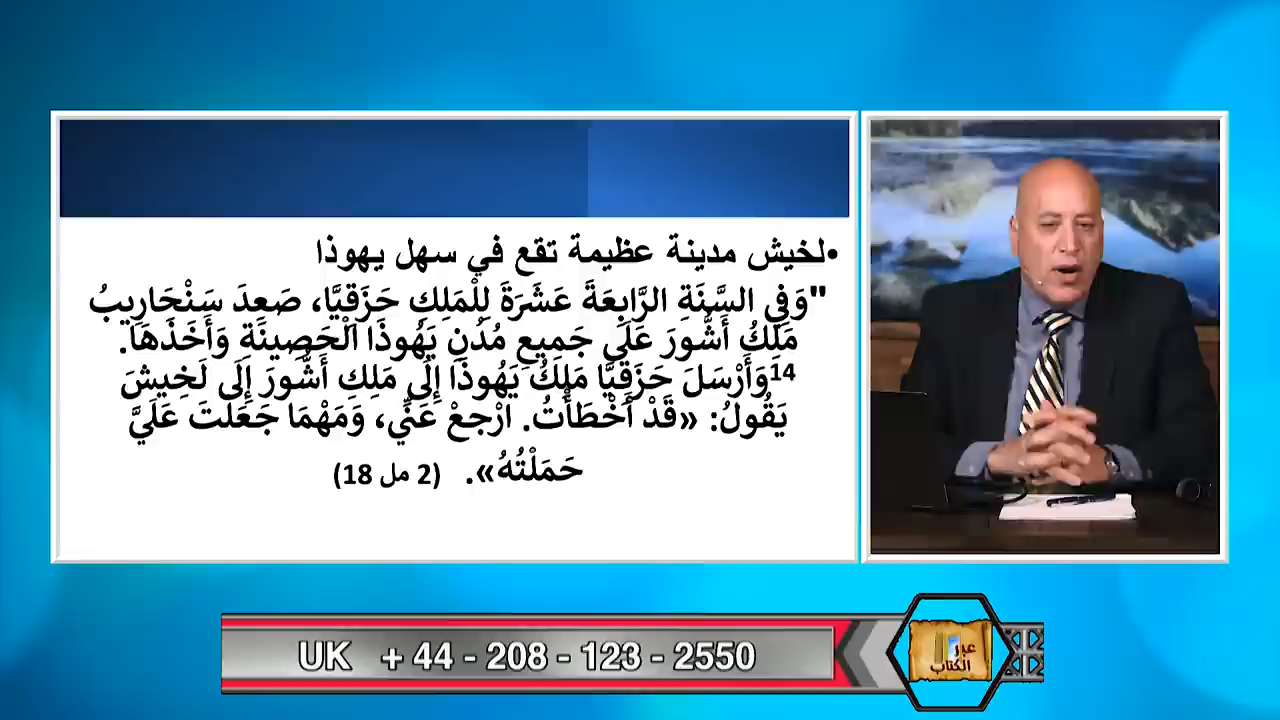 •لخيش مدينة عظيمة تقع في سهل يهوذا
"وَفِي السَّنَةِ الرَّابِعَةَ عَشَرَةَ لِلْمَلِكِ حَزَقِيَّا، صَعِدَ سَنْحَارِيبُ
مَلِكُ أَشُّورَ عَلَى جَمِيعِ مُدُنِ يَهُوذَا الْحَصِينَةِ وَأَخَذَهَا.
14وَأَرْسَلَ حَزَقِيَّا مَلِكُ يَهُوذَا إِلَى مَلِكِ أَشُّورَ إِلَى لَخِيشَ
يَقُولُ: «قَدْ أَخْطَأْتُ. ارْجعْ عَنِّي، وَمَهْمَا جَعَلْتَ عَلَيَّ
حَمَلْتُهُ». (2 مل 18)
UK + 44 - 208 - 123 - 2550
عبر
الكتاب